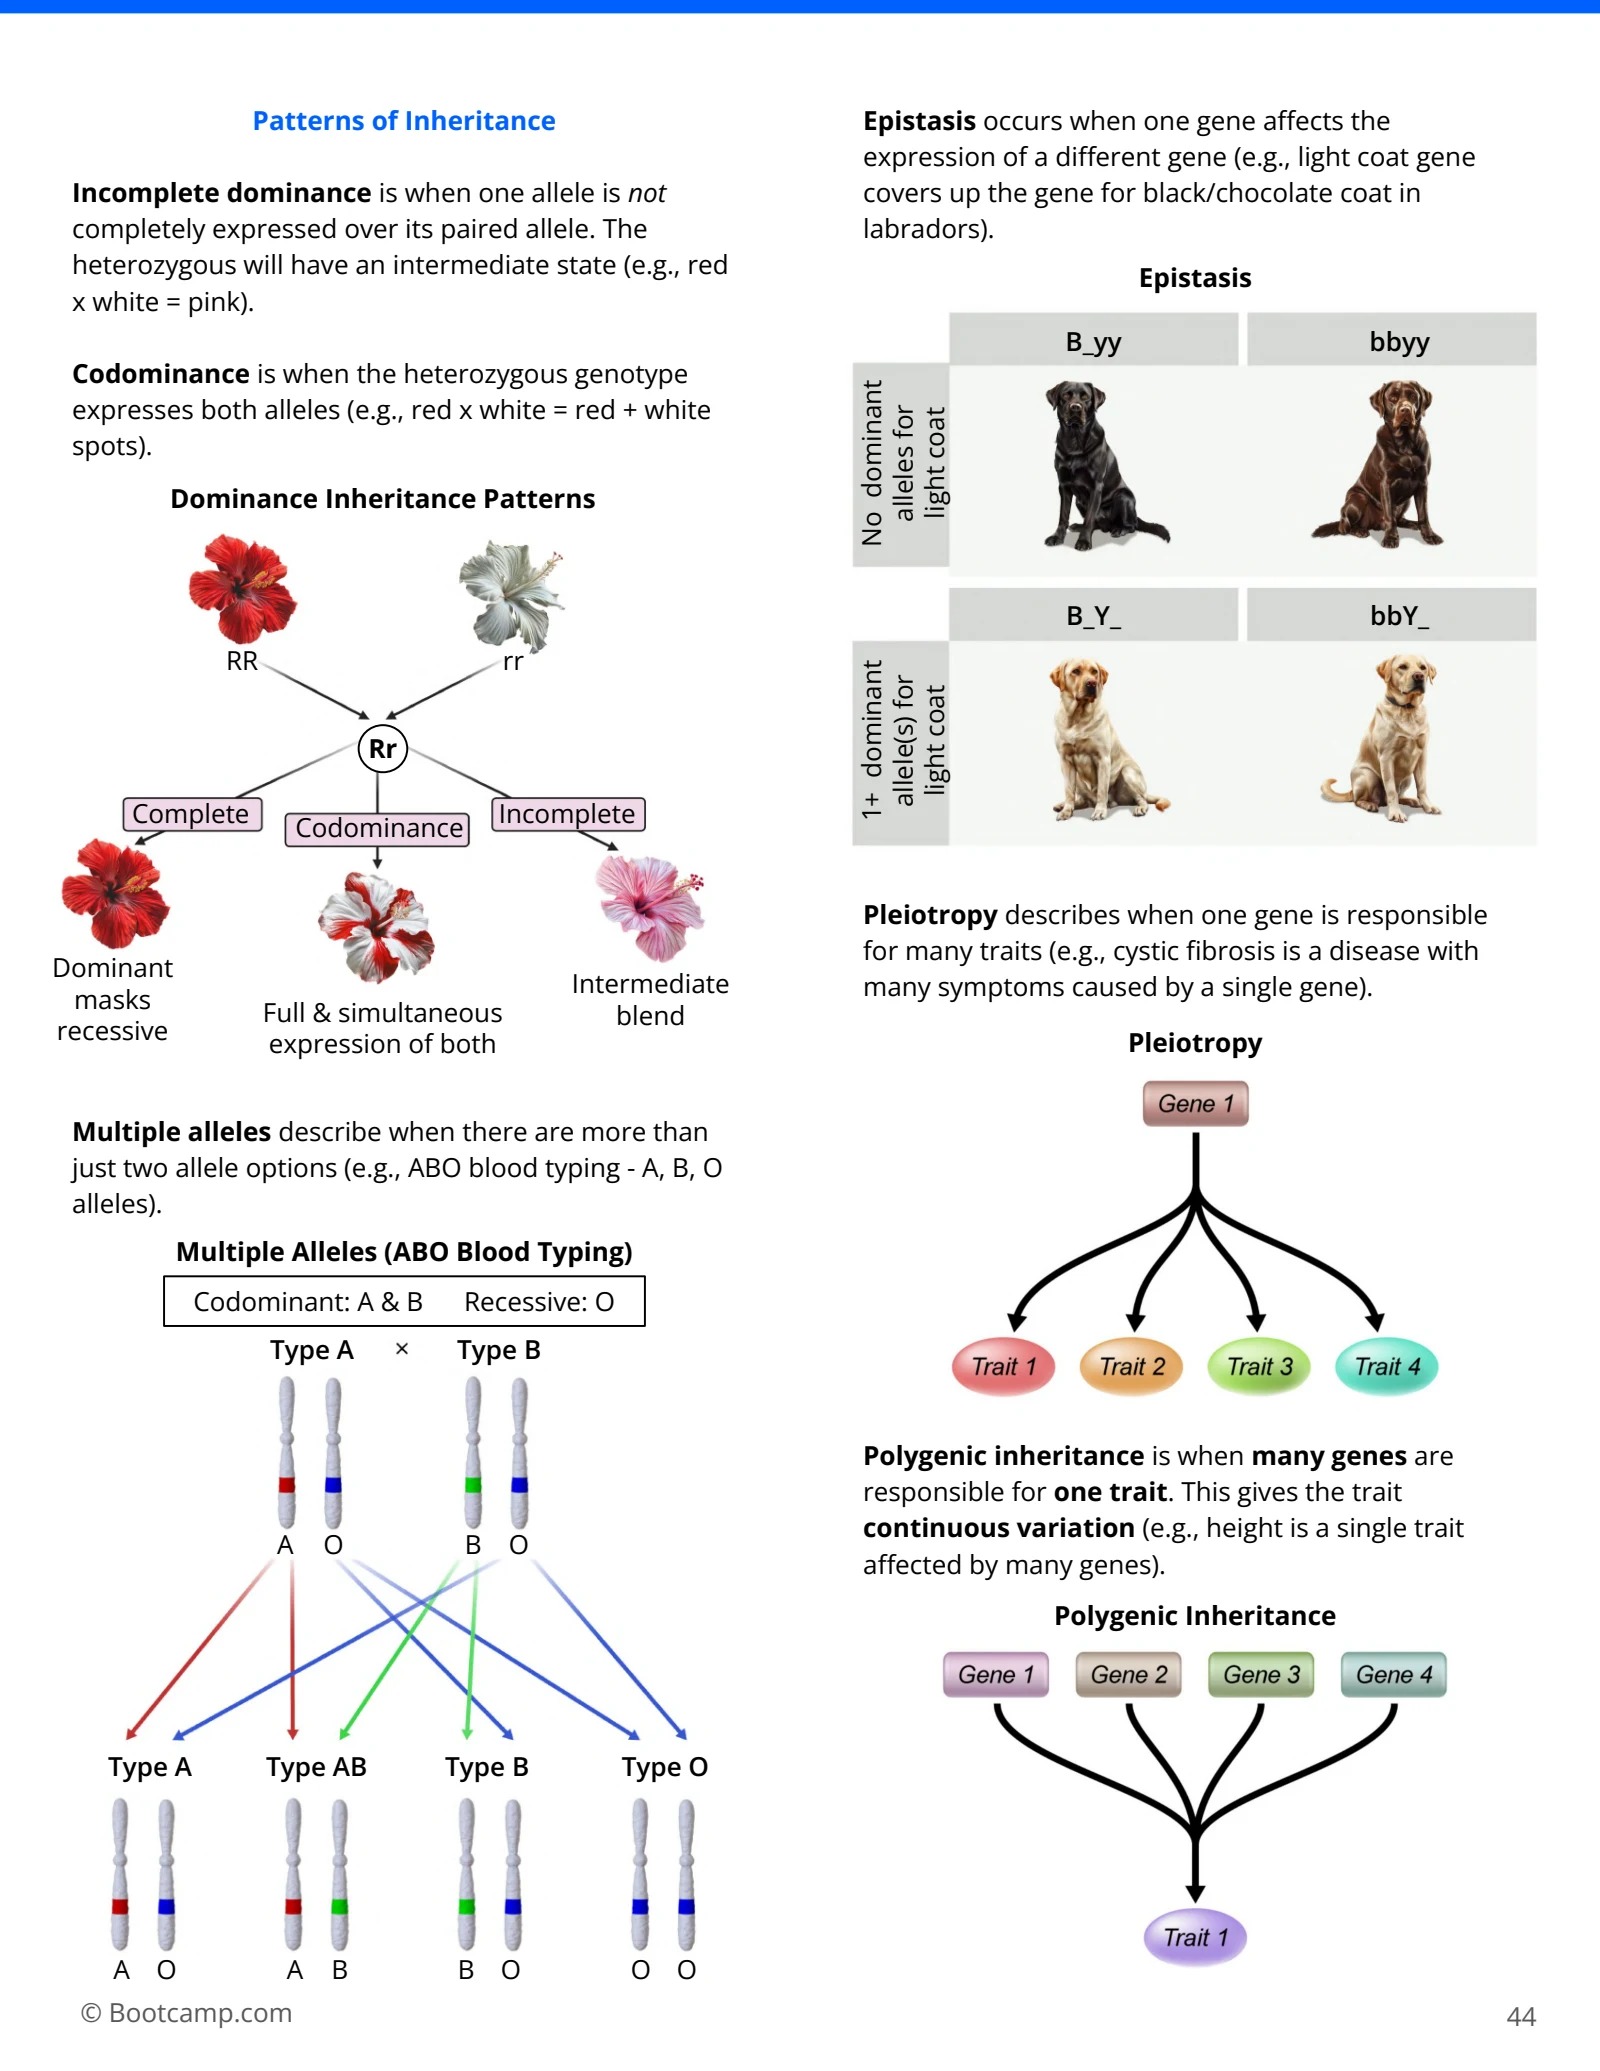 Patterns of Inheritance
Incomplete dominance is when one allele is not
completely expressed over its paired allele. The
heterozygous will have an intermediate state (e.g., red
x white = pink).
Codominance is when the heterozygous genotype
expresses both alleles (e.g., red x white = red + white
spots).
Dominance Inheritance Patterns
RR
rr
Rr
Complete
Codominance
Incomplete
Dominant
masks
recessive
Full & simultaneous
expression of both
Intermediate
blend
Multiple alleles describe when there are more than
just two allele options (e.g., ABO blood typing - A, B, O
alleles).
Multiple Alleles (ABO Blood Typing)
Codominant: A & B Recessive: O
Type A × Type B
A O B O
Type A Type AB Type B Type O
A O A B B O O O
Epistasis occurs when one gene affects the
expression of a different gene (e.g., light coat gene
covers up the gene for black/chocolate coat in
labradors).
Epistasis
B_yy bbyy
No dominant
alleles for
light coat
B_Y_ bbY_
1+ dominant
allele(s) for
light coat
Pleiotropy describes when one gene is responsible
for many traits (e.g., cystic fibrosis is a disease with
many symptoms caused by a single gene).
Pleiotropy
Gene 1
Trait 1 Trait 2 Trait 3 Trait 4
Polygenic inheritance is when many genes are
responsible for one trait. This gives the trait
continuous variation (e.g., height is a single trait
affected by many genes).
Polygenic Inheritance
Gene 1 Gene 2 Gene 3 Gene 4
Trait 1
© Bootcamp.com
44